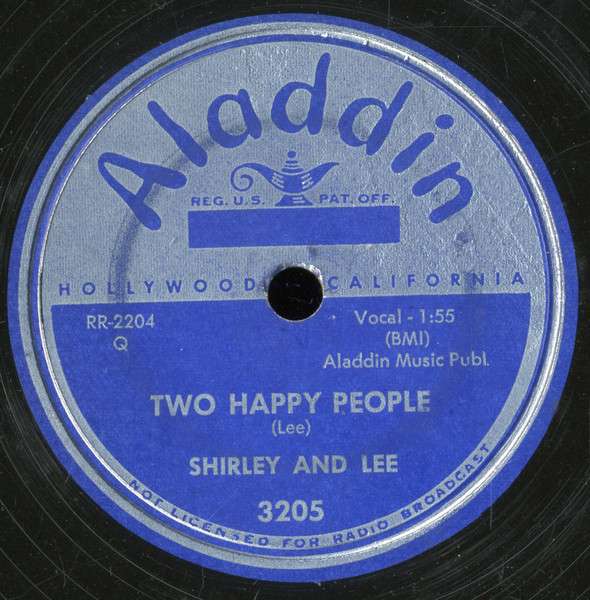 Aladdin
REG. U.S. PAT. OFF.
HOLLYWOOD CALIFORNIA
RR-2204
Q
Vocal - 1:55
(BMI)
Aladdin Music Publ.
TWO HAPPY PEOPLE
(Lee)
SHIRLEY AND LEE
3205
NOT LICENSED FOR RADIO BROADCAST